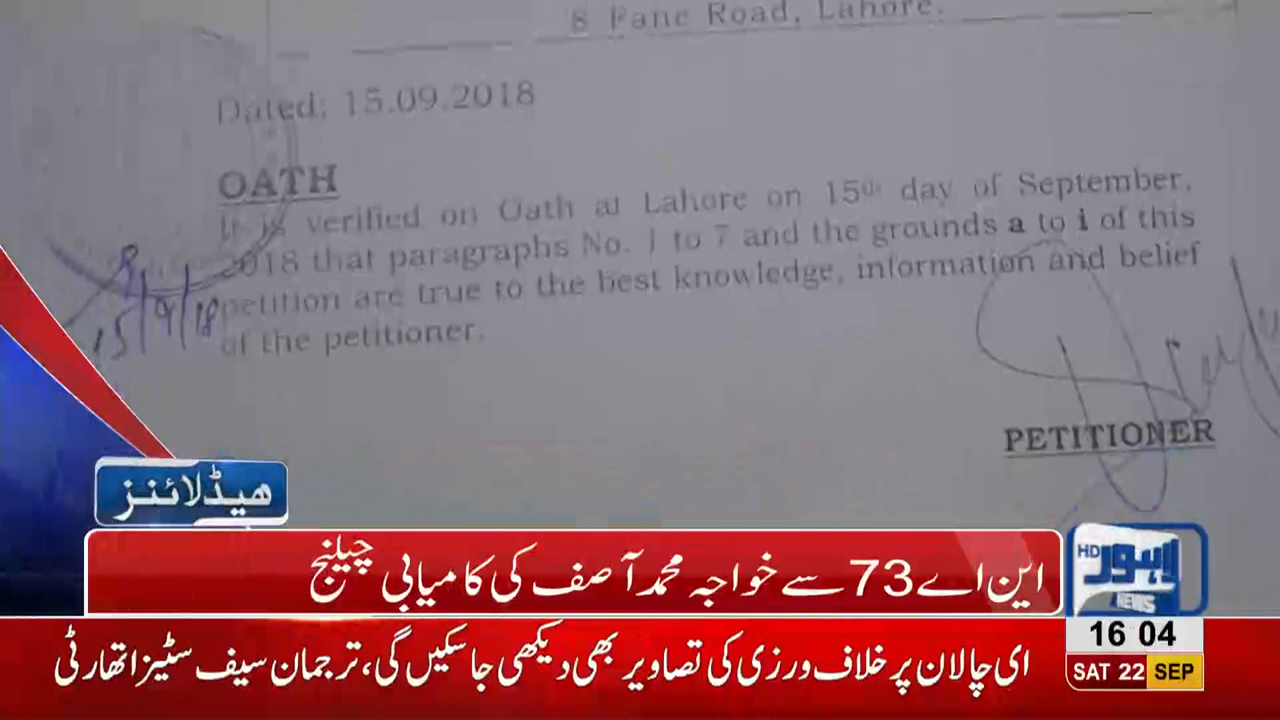 8 Fane Road, Lahore.
Dated: 15.09.2018
OATH
It is verified on Oath at Lahore on 15th day of September,
2018 that paragraphs No. 1 to 7 and the grounds a to i of this
petition are true to the best knowledge, information and belief
of the petitioner.
15/9/18
PETITIONER
ھیڈلائنز
این اے 73 سے خواجہ محمد آصف کی کامیابی چیلنج
HD لاہور
NEWS
ای چالان پر خلاف ورزی کی تصاویر بھی دیکھی جا سکیں گی، ترجمان سیف سٹیز اتھارٹی
16 04
SAT 22 SEP